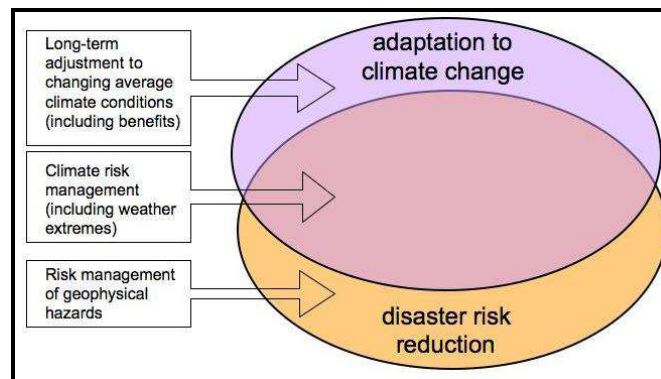 Long-term
adjustment to
changing average
climate conditions
(including benefits)
adaptation to
climate change
Climate risk
management
(including weather
extremes)
Risk management
of geophysical
hazards
disaster risk
reduction